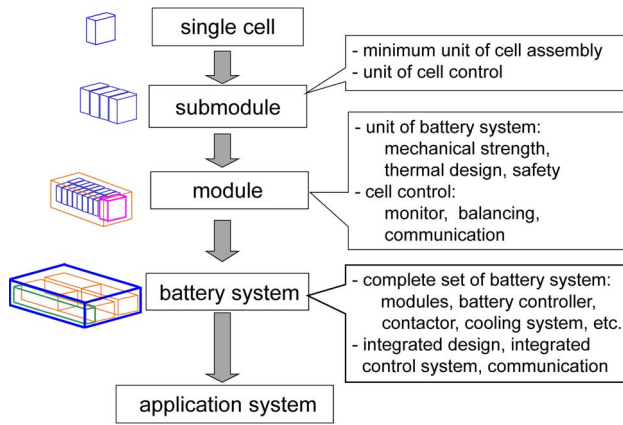 single cell
- minimum unit of cell assembly
- unit of cell control
submodule
- unit of battery system:
mechanical strength,
thermal design, safety
- cell control:
monitor, balancing,
communication
module
battery system
- complete set of battery system:
modules, battery controller,
contactor, cooling system, etc.
- integrated design, integrated
control system, communication
application system